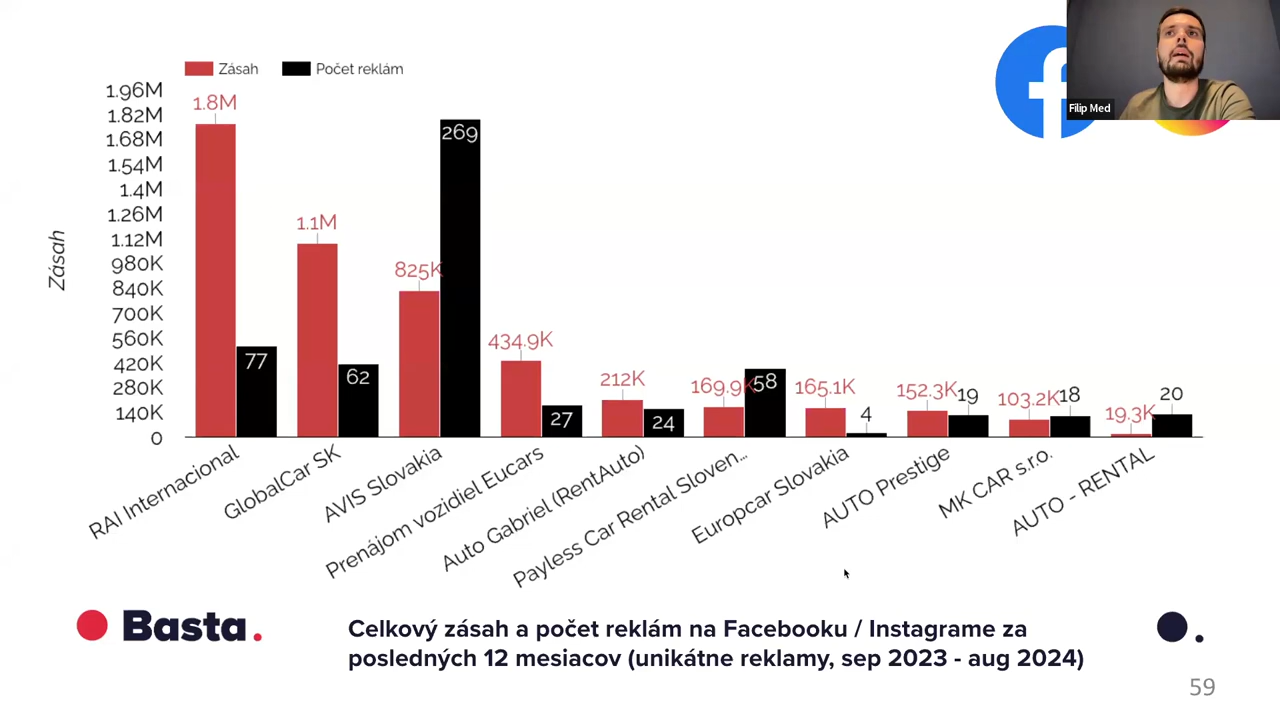 Zásah
Počet reklám
Filip Med
1.96M
1.82M
1.68M
1.54M
1.4M
1.26M
1.12M
980K
840K
700K
560K
420K
280K
140K
0
Zásah
1.8M
77
1.1M
62
825K
269
434.9K
27
212K
24
169.9K
58
165.1K
4
152.3K
19
103.2K
18
19.3K
20
RAI Internacional
GlobalCar SK
AVIS Slovakia
Prenájom vozidiel Eucars
Auto Gabriel (RentAuto)
Payless Car Rental Sloven...
Europcar Slovakia
AUTO Prestige
MK CAR s.r.o.
AUTO - RENTAL
Basta.
Celkový zásah a počet reklám na Facebooku / Instagrame za
posledných 12 mesiacov (unikátne reklamy, sep 2023 - aug 2024)
59